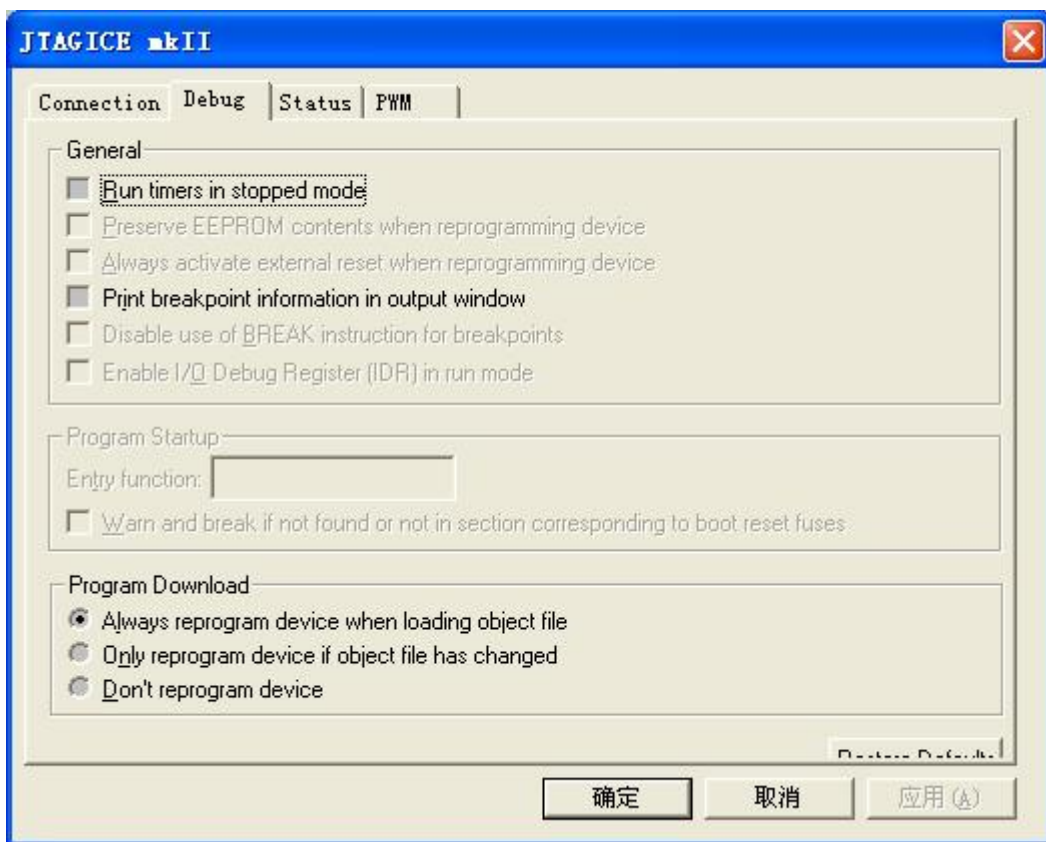 JTAGICE mkII
Connection Debug Status PWM
General
Run timers in stopped mode
Preserve EEPROM contents when reprogramming device
Always activate external reset when reprogramming device
Print breakpoint information in output window
Disable use of BREAK instruction for breakpoints
Enable I/O Debug Register (IDR) in run mode
Program Startup
Entry function:
Warn and break if not found or not in section corresponding to boot reset fuses
Program Download
Always reprogram device when loading object file
Only reprogram device if object file has changed
Don't reprogram device
Restore Defaults
确定 取消 应用(A)